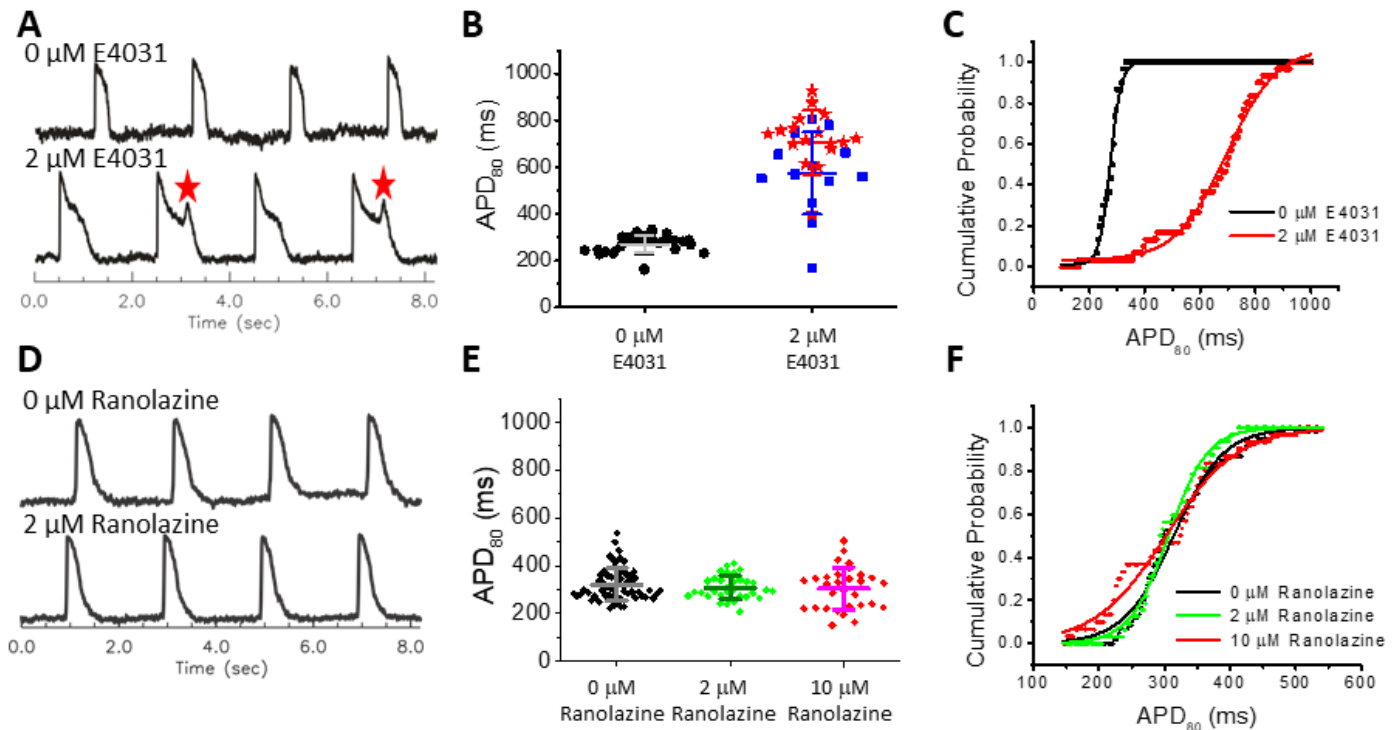 A
0 μM E4031
2 μM E4031
0.0 2.0 4.0 6.0 8.0
Time (sec)
B
APD80 (ms)
1000
800
600
400
200
0
0 μM
E4031
2 μM
E4031
C
Cumulative Probability
1.0
0.8
0.6
0.4
0.2
0.0
0 μM E4031
2 μM E4031
0 200 400 600 800 1000
APD80 (ms)
D
0 μM Ranolazine
2 μM Ranolazine
0.0 2.0 4.0 6.0 8.0
Time (sec)
E
APD80 (ms)
1000
800
600
400
200
0
0 μM
Ranolazine
2 μM
Ranolazine
10 μM
Ranolazine
F
Cumulative Probability
1.0
0.8
0.6
0.4
0.2
0.0
0 μM Ranolazine
2 μM Ranolazine
10 μM Ranolazine
100 200 300 400 500 600
APD80 (ms)